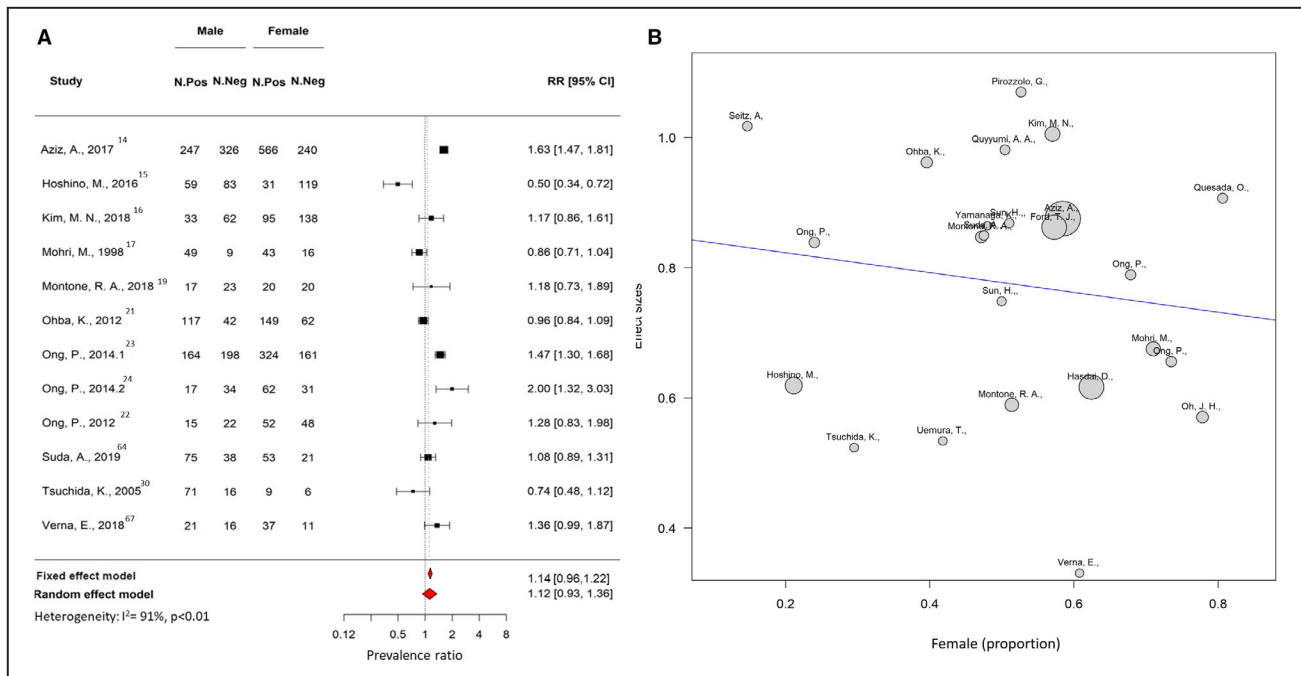 A
Male Female
Study N.Pos N.Neg N.Pos N.Neg RR [95% CI]
Aziz, A., 2017 14 247 326 566 240 1.63 [1.47, 1.81]
Hoshino, M., 2016 15 59 83 31 119 0.50 [0.34, 0.72]
Kim, M. N., 2018 16 33 62 95 138 1.17 [0.86, 1.61]
Mohri, M., 1998 17 49 9 43 16 0.86 [0.71, 1.04]
Montone, R. A., 2018 19 17 23 20 20 1.18 [0.73, 1.89]
Ohba, K., 2012 21 117 42 149 62 0.96 [0.84, 1.09]
Ong, P., 2014.1 23 164 198 324 161 1.47 [1.30, 1.68]
Ong, P., 2014.2 24 17 34 62 31 2.00 [1.32, 3.03]
Ong, P., 2012 22 15 22 52 48 1.28 [0.83, 1.98]
Suda, A., 2019 64 75 38 53 21 1.08 [0.89, 1.31]
Tsuchida, K., 2005 30 71 16 9 6 0.74 [0.48, 1.12]
Verna, E., 2018 67 21 16 37 11 1.36 [0.99, 1.87]
Fixed effect model 1.14 [0.96,1.22]
Random effect model 1.12 [0.93, 1.36]
Heterogeneity: I2= 91%, p<0.01
0.12 0.5 1 2 4 8
Prevalence ratio
B
Pirozzolo, G.,
Seitz, A,
Kim, M. N.,
Quyyumi, A. A.,
Ohba, K.,
Quesada, O.,
Aziz, A.,
Sun, H.,,
Yamanaga, K.,
Ford, T. J.,
Ong, P.,
Ong, P.,
Sun, H.,,
Mohri, M.,
Ong, P.,
Hoshino, M.,
Hasdai, D.,
Montone, R. A.,
Oh, J. H.,
Tsuchida, K.,
Uemura, T.,
Verna, E.,
1.0
0.8
0.6
0.4
Effect sizes
0.2 0.4 0.6 0.8
Female (proportion)